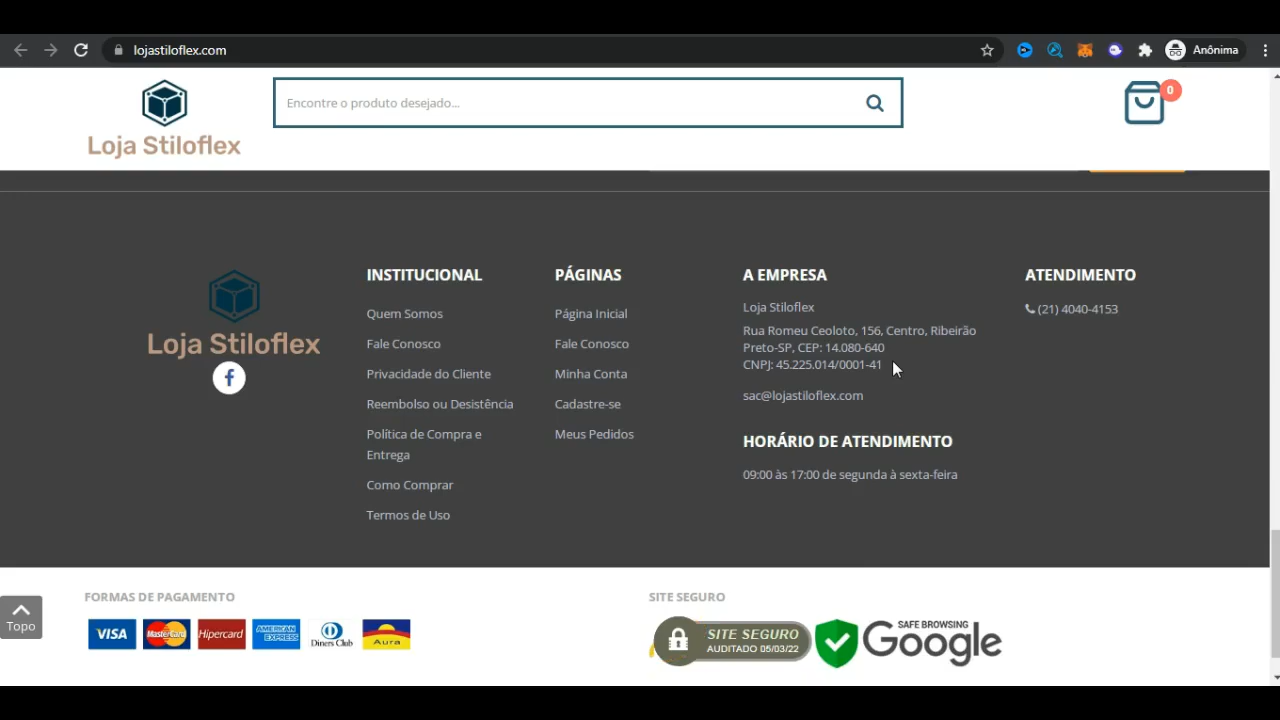 lojastiloflex.com
Anônima
Loja Stiloflex
Encontre o produto desejado...
0
Loja Stiloflex
INSTITUCIONAL
Quem Somos
Fale Conosco
Privacidade do Cliente
Reembolso ou Desistência
Política de Compra e
Entrega
Como Comprar
Termos de Uso
PÁGINAS
Página Inicial
Fale Conosco
Minha Conta
Cadastre-se
Meus Pedidos
A EMPRESA
Loja Stiloflex
Rua Romeu Ceoloto, 156, Centro, Ribeirão
Preto-SP, CEP: 14.080-640
CNPJ: 45.225.014/0001-41
sac@lojastiloflex.com
HORÁRIO DE ATENDIMENTO
09:00 às 17:00 de segunda à sexta-feira
ATENDIMENTO
(21) 4040-4153
Topo
FORMAS DE PAGAMENTO
VISA
MasterCard
Hipercard
AMERICAN
EXPRESS
Diners Club
Aura
SITE SEGURO
SITE SEGURO
AUDITADO 05/03/22
SAFE BROWSING
Google